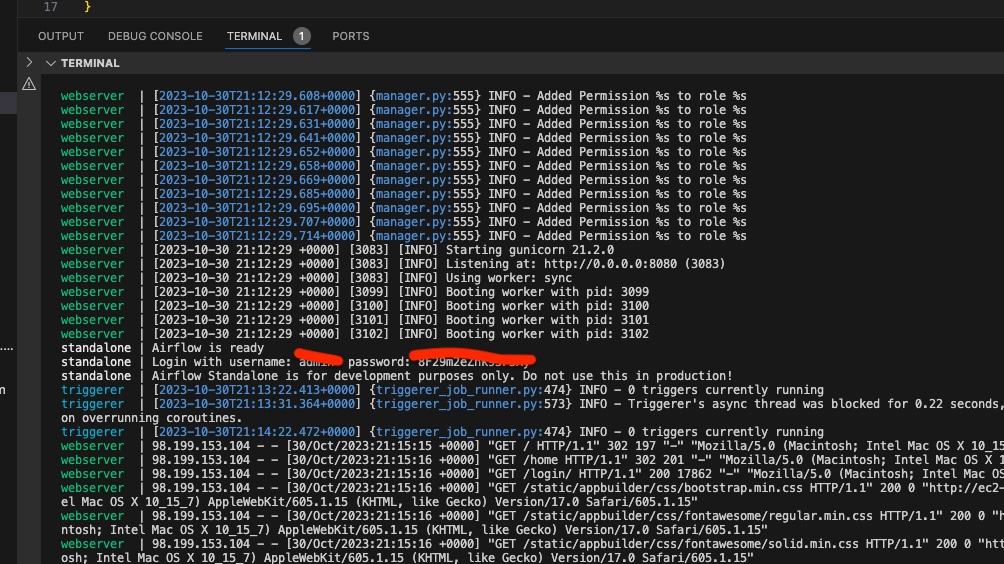 17 }
OUTPUT DEBUG CONSOLE TERMINAL 1 PORTS
TERMINAL
webserver | [2023-10-30T21:12:29.608+0000] {manager.py:555} INFO - Added Permission %s to role %s
webserver | [2023-10-30T21:12:29.617+0000] {manager.py:555} INFO - Added Permission %s to role %s
webserver | [2023-10-30T21:12:29.631+0000] {manager.py:555} INFO - Added Permission %s to role %s
webserver | [2023-10-30T21:12:29.641+0000] {manager.py:555} INFO - Added Permission %s to role %s
webserver | [2023-10-30T21:12:29.652+0000] {manager.py:555} INFO - Added Permission %s to role %s
webserver | [2023-10-30T21:12:29.658+0000] {manager.py:555} INFO - Added Permission %s to role %s
webserver | [2023-10-30T21:12:29.669+0000] {manager.py:555} INFO - Added Permission %s to role %s
webserver | [2023-10-30T21:12:29.685+0000] {manager.py:555} INFO - Added Permission %s to role %s
webserver | [2023-10-30T21:12:29.695+0000] {manager.py:555} INFO - Added Permission %s to role %s
webserver | [2023-10-30T21:12:29.707+0000] {manager.py:555} INFO - Added Permission %s to role %s
webserver | [2023-10-30T21:12:29.714+0000] {manager.py:555} INFO - Added Permission %s to role %s
webserver | [2023-10-30 21:12:29 +0000] [3083] [INFO] Starting gunicorn 21.2.0
webserver | [2023-10-30 21:12:29 +0000] [3083] [INFO] Listening at: http://0.0.0.0:8080 (3083)
webserver | [2023-10-30 21:12:29 +0000] [3083] [INFO] Using worker: sync
webserver | [2023-10-30 21:12:29 +0000] [3099] [INFO] Booting worker with pid: 3099
webserver | [2023-10-30 21:12:29 +0000] [3100] [INFO] Booting worker with pid: 3100
webserver | [2023-10-30 21:12:29 +0000] [3101] [INFO] Booting worker with pid: 3101
webserver | [2023-10-30 21:12:29 +0000] [3102] [INFO] Booting worker with pid: 3102
standalone | Airflow is ready
standalone | Login with username: password:
standalone | Airflow Standalone is for development purposes only. Do not use this in production!
triggerer | [2023-10-30T21:13:22.413+0000] {triggerer_job_runner.py:474} INFO - 0 triggers currently running
triggerer | [2023-10-30T21:13:31.364+0000] {triggerer_job_runner.py:573} INFO - Triggerer's async thread was blocked for 0.22 seconds,
on overrunning coroutines.
triggerer | [2023-10-30T21:14:22.472+0000] {triggerer_job_runner.py:474} INFO - 0 triggers currently running
webserver | 98.199.153.104 - - [30/Oct/2023:21:15:15 +0000] "GET / HTTP/1.1" 302 197 "-" "Mozilla/5.0 (Macintosh; Intel Mac OS X 10_15
webserver | 98.199.153.104 - - [30/Oct/2023:21:15:16 +0000] "GET /home HTTP/1.1" 302 201 "-" "Mozilla/5.0 (Macintosh; Intel Mac OS X 1
webserver | 98.199.153.104 - - [30/Oct/2023:21:15:16 +0000] "GET /login/ HTTP/1.1" 200 17862 "-" "Mozilla/5.0 (Macintosh; Intel Mac OS
webserver | 98.199.153.104 - - [30/Oct/2023:21:15:16 +0000] "GET /static/appbuilder/css/bootstrap.min.css HTTP/1.1" 200 0 "http://ec2-
el Mac OS X 10_15_7) AppleWebKit/605.1.15 (KHTML, like Gecko) Version/17.0 Safari/605.1.15"
webserver | 98.199.153.104 - - [30/Oct/2023:21:15:16 +0000] "GET /static/appbuilder/css/fontawesome/regular.min.css HTTP/1.1" 200 0 "h
ntosh; Intel Mac OS X 10_15_7) AppleWebKit/605.1.15 (KHTML, like Gecko) Version/17.0 Safari/605.1.15"
webserver | 98.199.153.104 - - [30/Oct/2023:21:15:16 +0000] "GET /static/appbuilder/css/fontawesome/solid.min.css HTTP/1.1" 200 0 "htt
osh; Intel Mac OS X 10_15_7) AppleWebKit/605.1.15 (KHTML, like Gecko) Version/17.0 Safari/605.1.15"